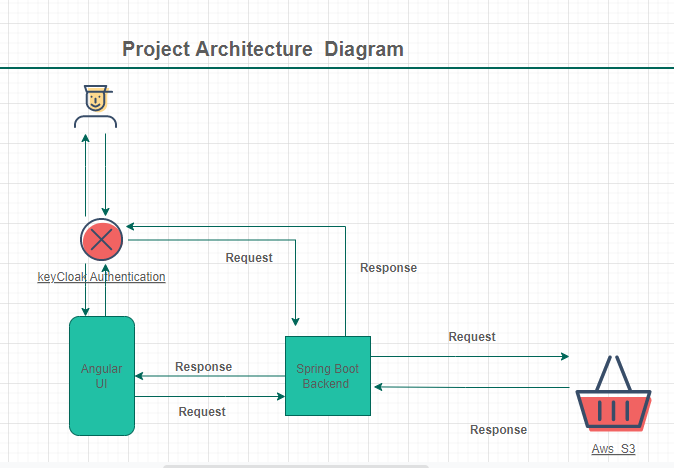 Project Architecture Diagram
Request
Response
keyCloak Authentication
Request
Angular
UI
Response
Spring Boot
Backend
Request
Response
Aws S3